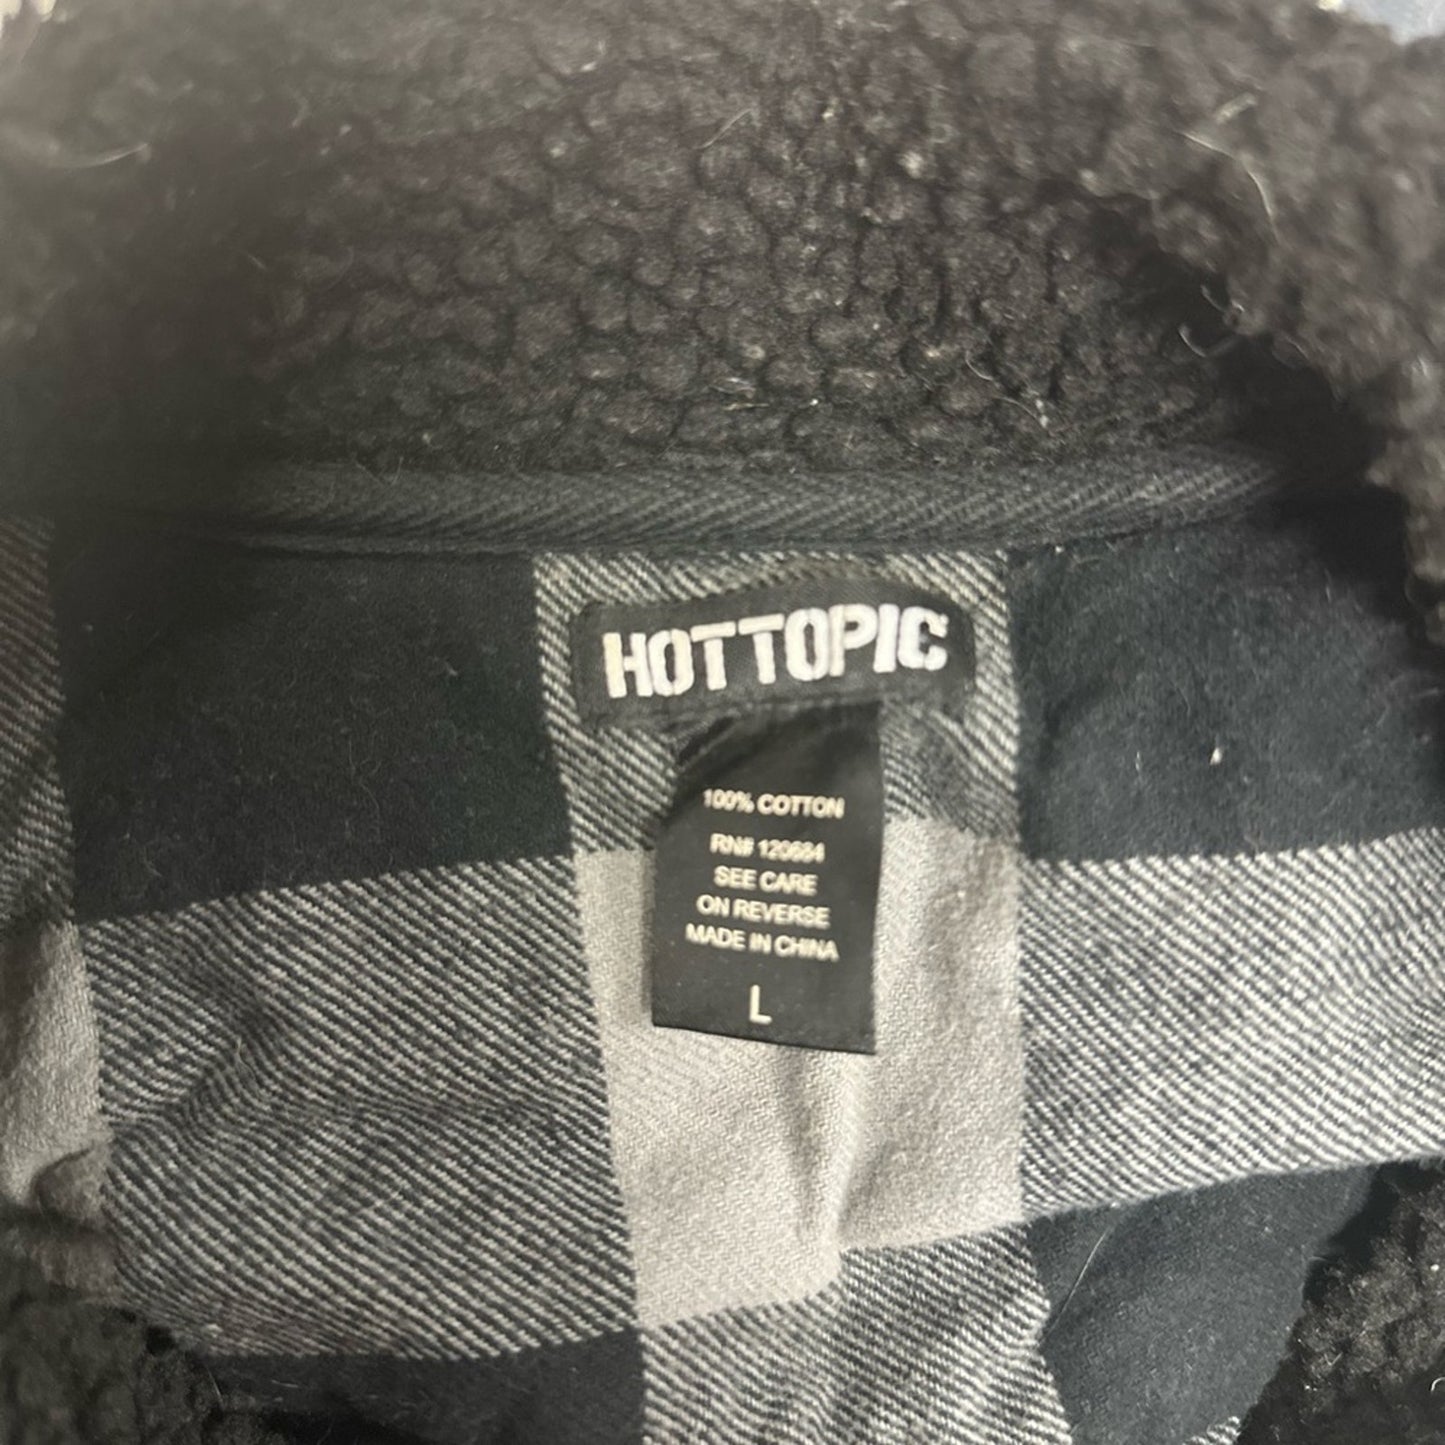 HOTTOPIC
100% COTTON
RN# 120684
SEE CARE
ON REVERSE
MADE IN CHINA
L